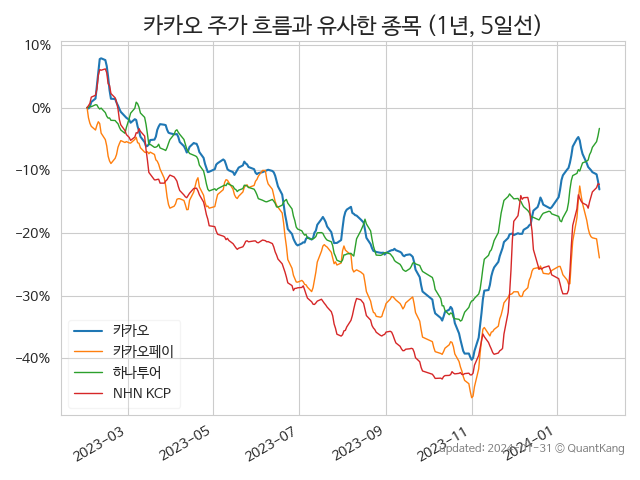 카카오 주가 흐름과 유사한 종목 (1년, 5일선)
10%
0%
−10%
−20%
−30%
−40%
카카오
카카오페이
하나투어
NHN KCP
2023-03
2023-05
2023-07
2023-09
2023-11
2024-01
updated: 2024-01-31 © QuantKang